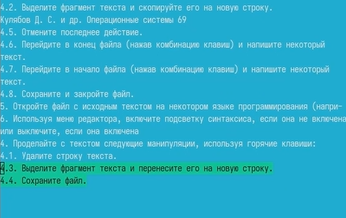 4.2. Выделите фрагмент текста и скопируйте его на новую строку.
Кулябов Д. С. и др. Операционные системы 69
4.5. Отмените последнее действие.
4.6. Перейдите в конец файла (нажав комбинацию клавиш) и напишите некоторый
текст.
4.7. Перейдите в начало файла (нажав комбинацию клавиш) и напишите некоторый
текст.
4.8. Сохраните и закройте файл.
5. Откройте файл с исходным текстом на некотором языке программирования (напри-
6. Используя меню редактора, включите подсветку синтаксиса, если она не включена
или выключите, если она включена
4. Проделайте с текстом следующие манипуляции, используя горячие клавиши:
4.1. Удалите строку текста.
4.3. Выделите фрагмент текста и перенесите его на новую строку.
4.4. Сохраните файл.